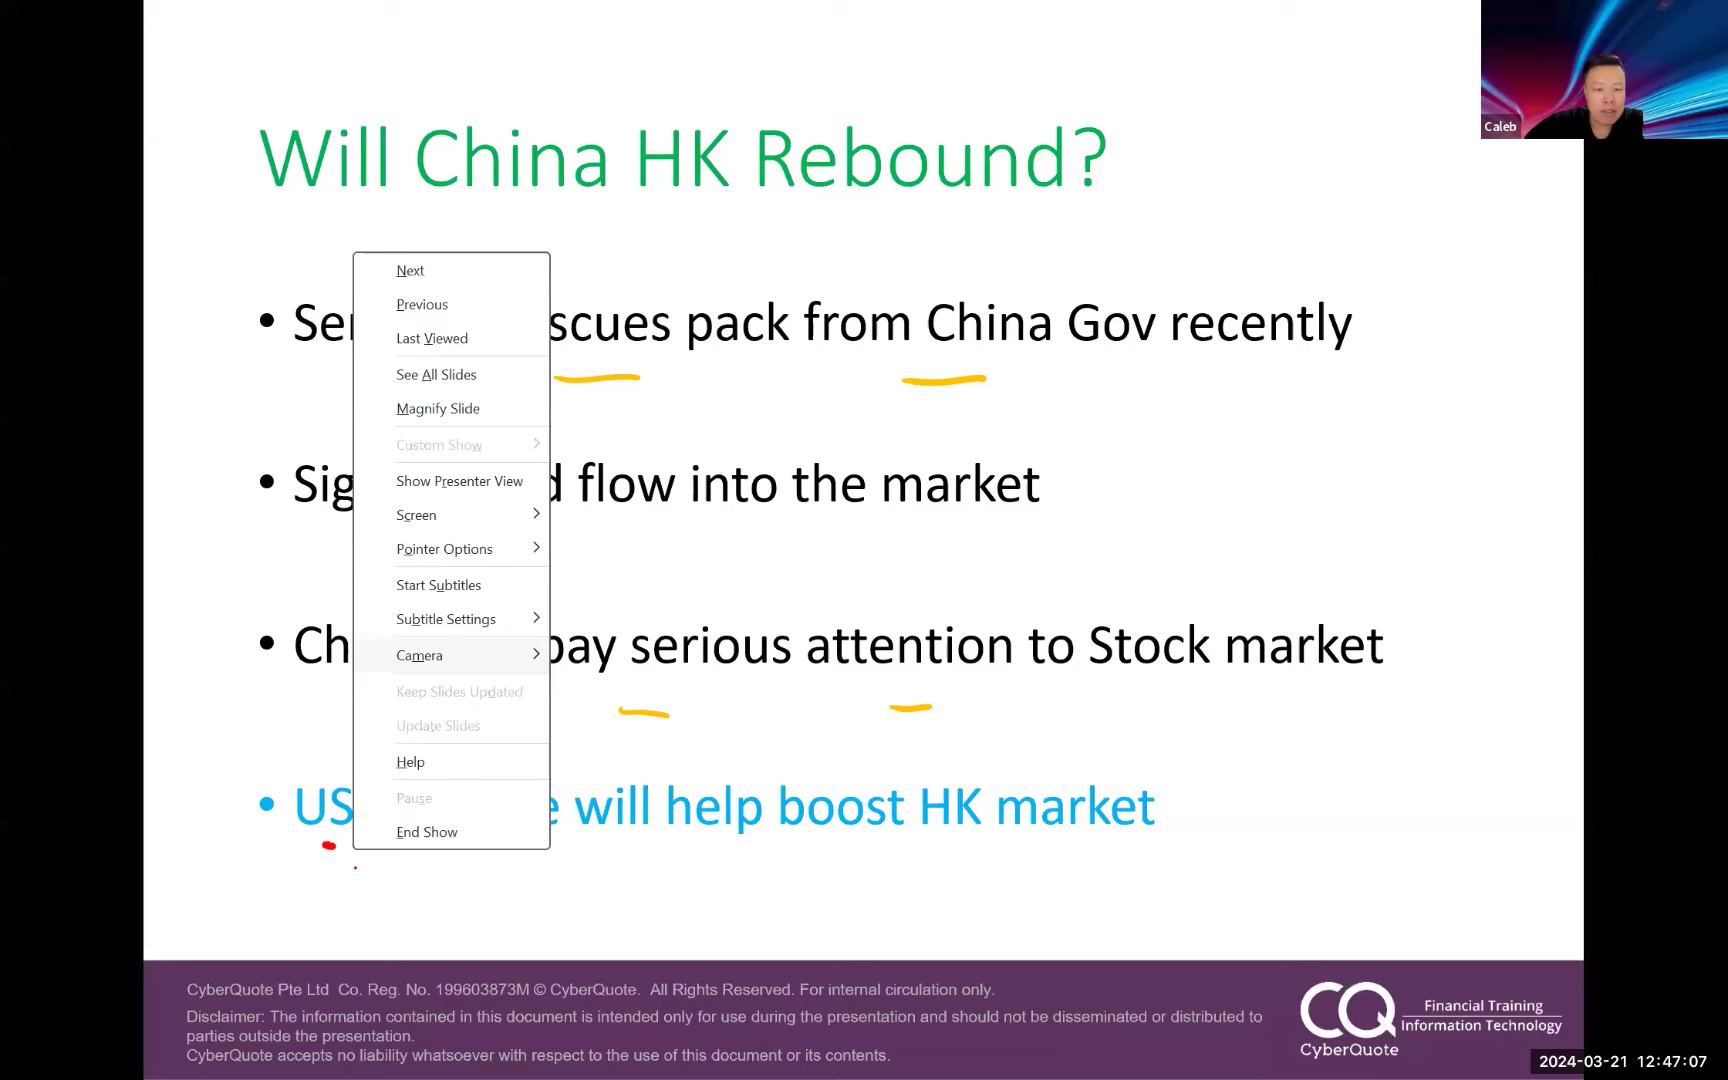 Caleb
Will China HK Rebound?
• Se scues pack from China Gov recently
• Sig flow into the market
• Ch pay serious attention to Stock market
• US e will help boost HK market
Next
Previous
Last Viewed
See All Slides
Magnify Slide
Custom Show
Show Presenter View
Screen
Pointer Options
Start Subtitles
Subtitle Settings
Camera
Keep Slides Updated
Update Slides
Help
Pause
End Show
CyberQuote Pte Ltd Co. Reg. No. 199603873M © CyberQuote. All Rights Reserved. For internal circulation only.
Disclaimer: The information contained in this document is intended only for use during the presentation and should not be disseminated or distributed to
parties outside the presentation.
CyberQuote accepts no liability whatsoever with respect to the use of this document or its contents.
CQ
CyberQuote
Financial Training
Information Technology
2024-03-21 12:47:07